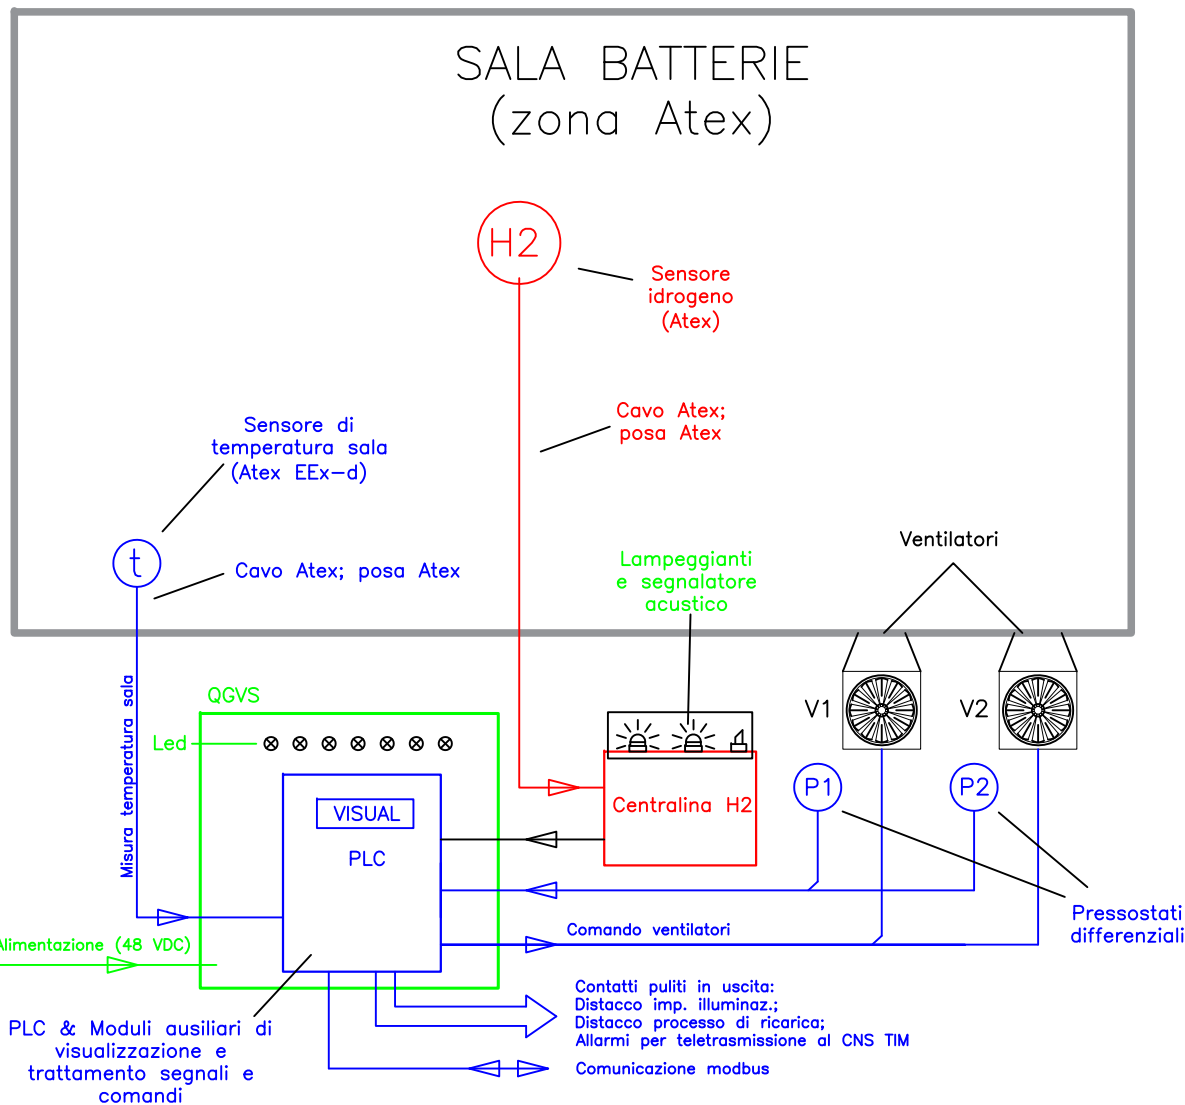 SALA BATTERIE
(zona Atex)
H2
Sensore
idrogeno
(Atex)
Cavo Atex;
posa Atex
Sensore di
temperatura sala
(Atex EEx-d)
t
Cavo Atex; posa Atex
Ventilatori
Lampeggianti
e segnalatore
acustico
Misura temperatura sala
QGVS
Led
V1
V2
VISUAL
PLC
Centralina H2
P1
P2
Pressostati
differenziali
Alimentazione (48 VDC)
Comando ventilatori
Contatti puliti in uscita:
Distacco imp. illuminaz.;
Distacco processo di ricarica;
Allarmi per teletrasmissione al CNS TIM
Comunicazione modbus
PLC & Moduli ausiliari di
visualizzazione e
trattamento segnali e
comandi